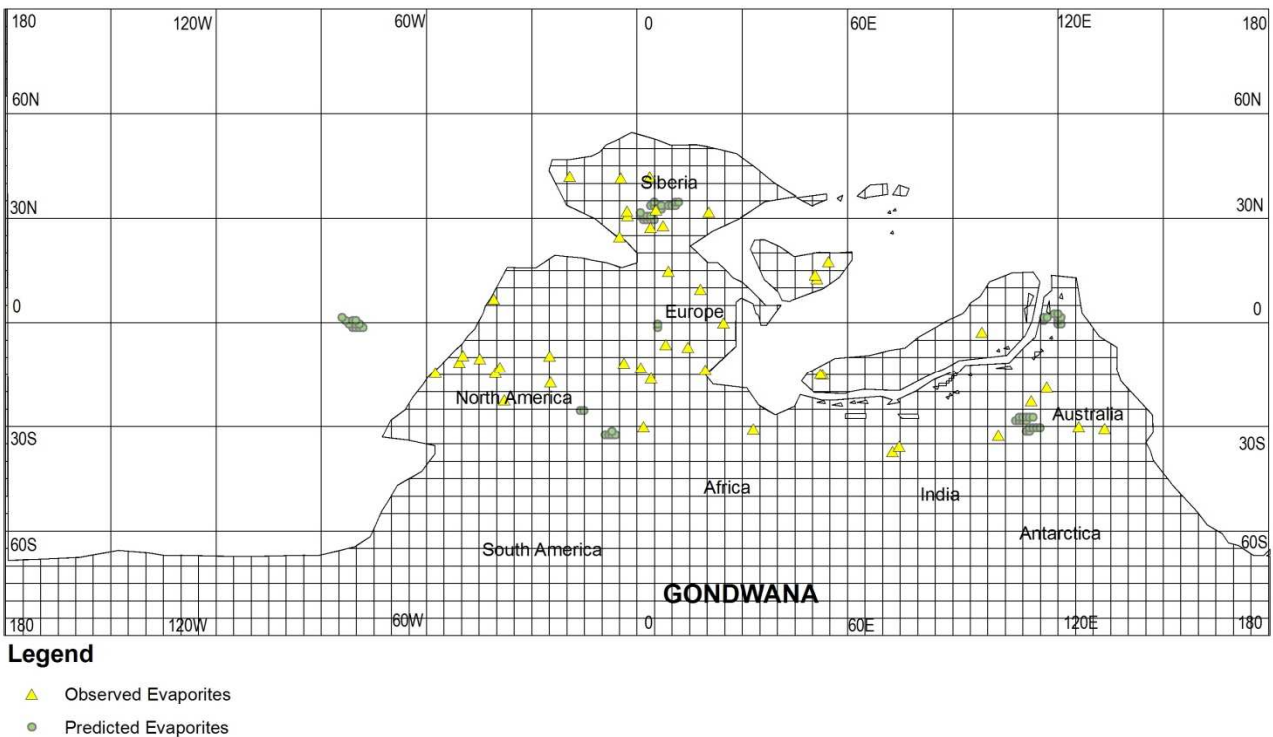 180 120W 60W 0 60E 120E 180
60N 60N
Siberia
30N 30N
0 Europe 0
North America Australia
30S 30S
Africa India
Antarctica
60S South America 60S
GONDWANA
180 120W 60W 0 60E 120E 180
Legend
Observed Evaporites
Predicted Evaporites